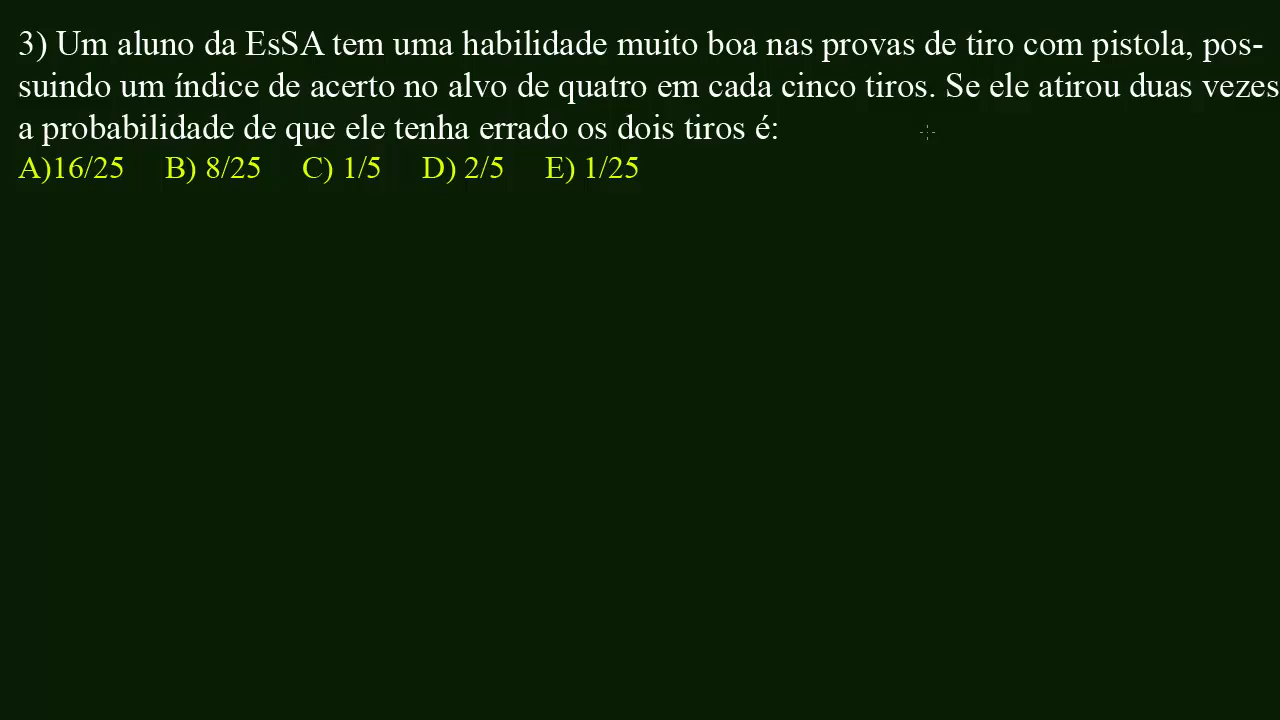 3) Um aluno da EsSA tem uma habilidade muito boa nas provas de tiro com pistola, pos-
suindo um índice de acerto no alvo de quatro em cada cinco tiros. Se ele atirou duas vezes
a probabilidade de que ele tenha errado os dois tiros é:
A)16/25 B) 8/25 C) 1/5 D) 2/5 E) 1/25